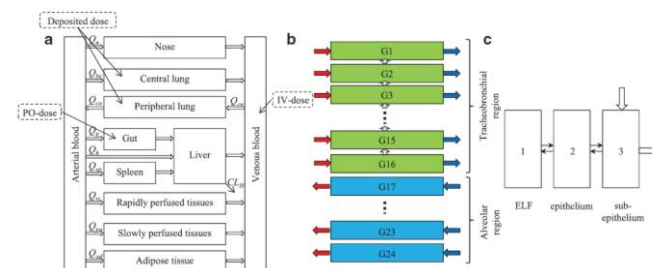 Deposited dose
a
b
c
Nose
Central lung
Peripheral lung
PO-dose
IV-dose
Gut
Liver
Spleen
CL_H
Rapidly perfused tissues
Slowly perfused tissues
Adipose tissue
Arterial blood
Venous blood
G1
G2
G3
G15
G16
G17
G23
G24
Tracheobronchial
region
Alveolar
region
1
2
3
ELF
epithelium
sub-
epithelium